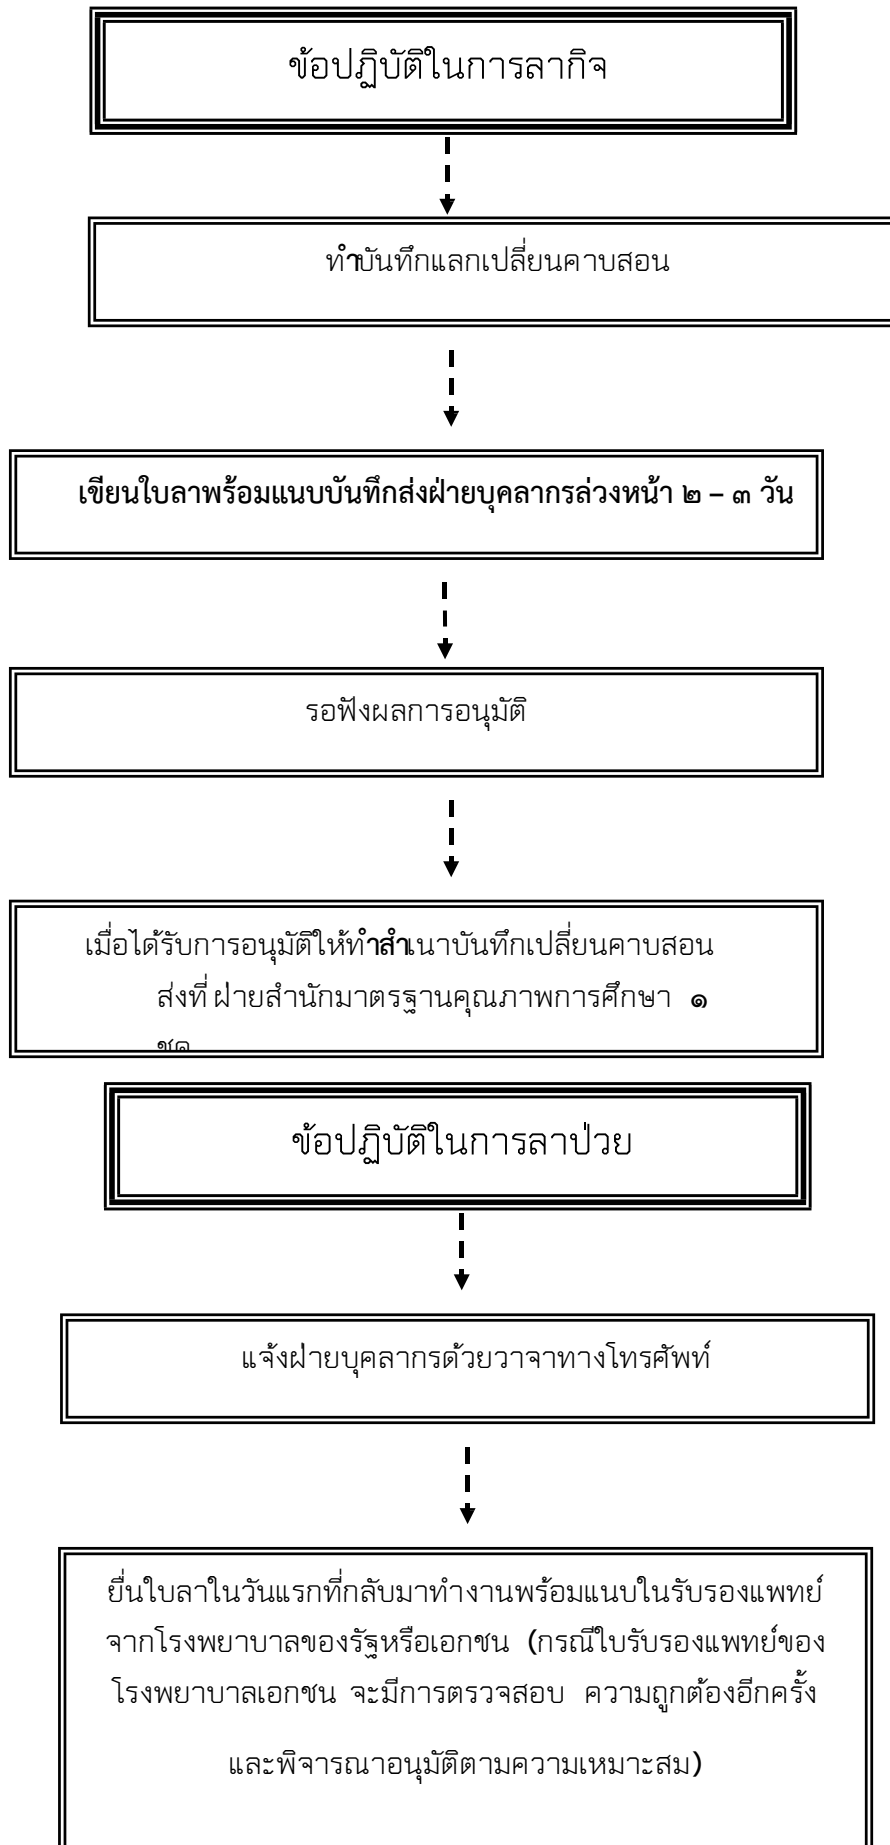 ข้อปฏิบัติในการลากิจ
ทำบันทึกแลกเปลี่ยนคาบสอน
เขียนใบลาพร้อมแนบบันทึกส่งฝ่ายบุคลากรล่วงหน้า ๒ – ๓ วัน
รอฟังผลการอนุมัติ
เมื่อได้รับการอนุมัติให้ทำสำเนาบันทึกเปลี่ยนคาบสอน
ส่งที่ ฝ่ายสำนักมาตรฐานคุณภาพการศึกษา ๑
ข้อปฏิบัติในการลาป่วย
แจ้งฝ่ายบุคลากรด้วยวาจาทางโทรศัพท์
ยื่นใบลาในวันแรกที่กลับมาทำงานพร้อมแนบในรับรองแพทย์
จากโรงพยาบาลของรัฐหรือเอกชน (กรณีใบรับรองแพทย์ของ
โรงพยาบาลเอกชน จะมีการตรวจสอบ ความถูกต้องอีกครั้ง
และพิจารณาอนุมัติตามความเหมาะสม)